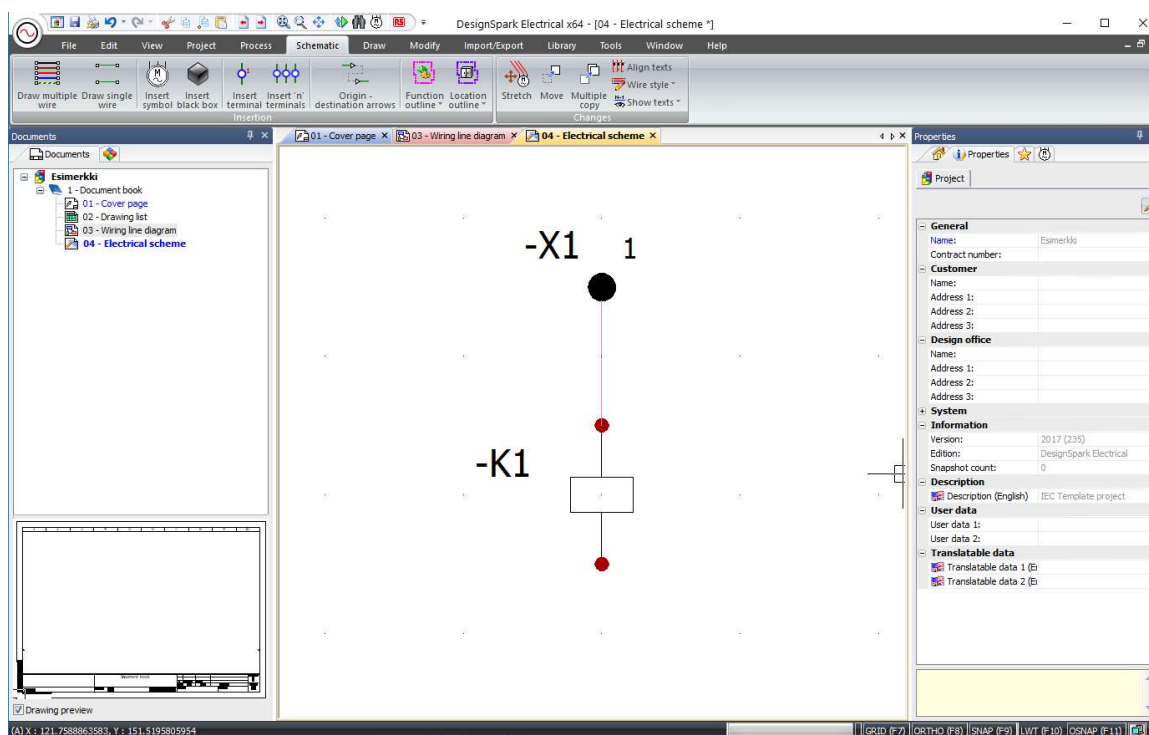 DesignSpark Electrical x64 - [04 - Electrical scheme *]
File Edit View Project Process Schematic Draw Modify Import/Export Library Tools Window Help
Draw multiple wire
Draw single wire
Insert symbol
Insert black box
Insert terminal
Insert 'n' terminals
Origin - destination arrows
Function outline
Location outline
Stretch
Move
Multiple copy
Align texts
Wire style
Show texts
Insertion
Changes
Documents
Documents
Esimerkki
1 - Document book
01 - Cover page
02 - Drawing list
03 - Wiring line diagram
04 - Electrical scheme
Drawing preview
01 - Cover page
03 - Wiring line diagram
04 - Electrical scheme
-X1 1
-K1
Properties
Properties
Project
General
Name: Esimerkki
Contract number:
Customer
Name:
Address 1:
Address 2:
Address 3:
Design office
Name:
Address 1:
Address 2:
Address 3:
System
Information
Version: 2017 (235)
Edition: DesignSpark Electrical
Snapshot count: 0
Description
Description (English) IEC Template project
User data
User data 1:
User data 2:
Translatable data
Translatable data 1 (E
Translatable data 2 (E
(A) X : 121.7588863583, Y : 151.5195805954
GRID (F7) ORTHO (F8) SNAP (F9) LWT (F10) OSNAP (F11)